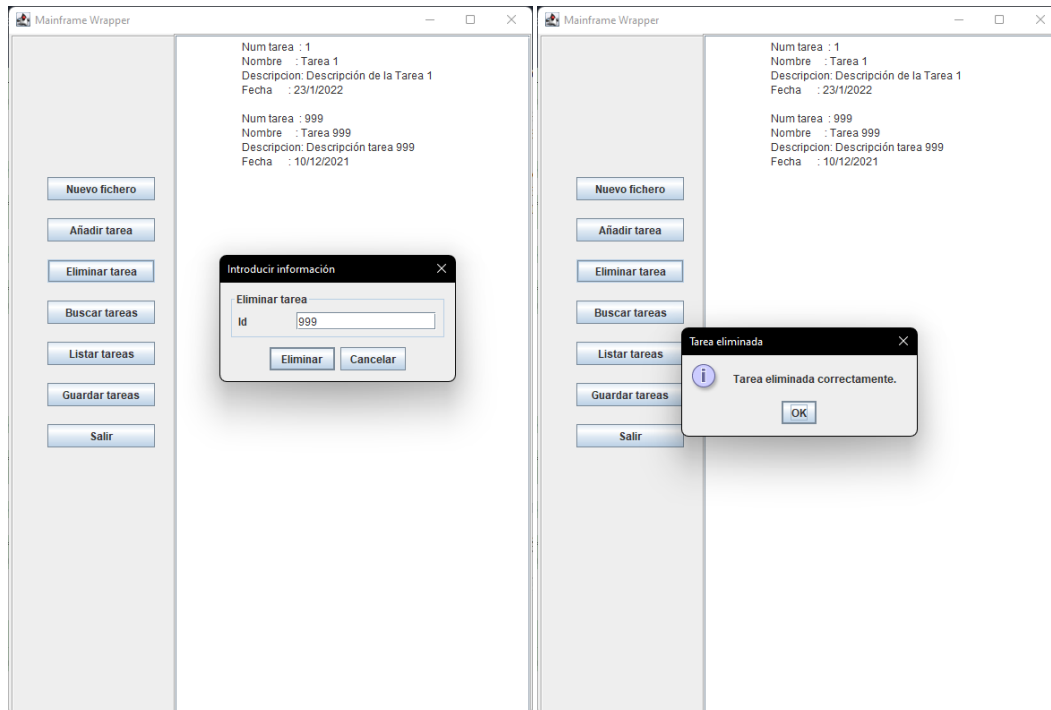 Mainframe Wrapper
Num tarea : 1
Nombre : Tarea 1
Descripcion: Descripción de la Tarea 1
Fecha : 23/1/2022
Num tarea : 999
Nombre : Tarea 999
Descripcion: Descripción tarea 999
Fecha : 10/12/2021
Nuevo fichero
Añadir tarea
Eliminar tarea
Buscar tareas
Listar tareas
Guardar tareas
Salir
Introducir información
Eliminar tarea
Id 999
Eliminar Cancelar
Mainframe Wrapper
Num tarea : 1
Nombre : Tarea 1
Descripcion: Descripción de la Tarea 1
Fecha : 23/1/2022
Num tarea : 999
Nombre : Tarea 999
Descripcion: Descripción tarea 999
Fecha : 10/12/2021
Nuevo fichero
Añadir tarea
Eliminar tarea
Buscar tareas
Listar tareas
Guardar tareas
Salir
Tarea eliminada
Tarea eliminada correctamente.
OK